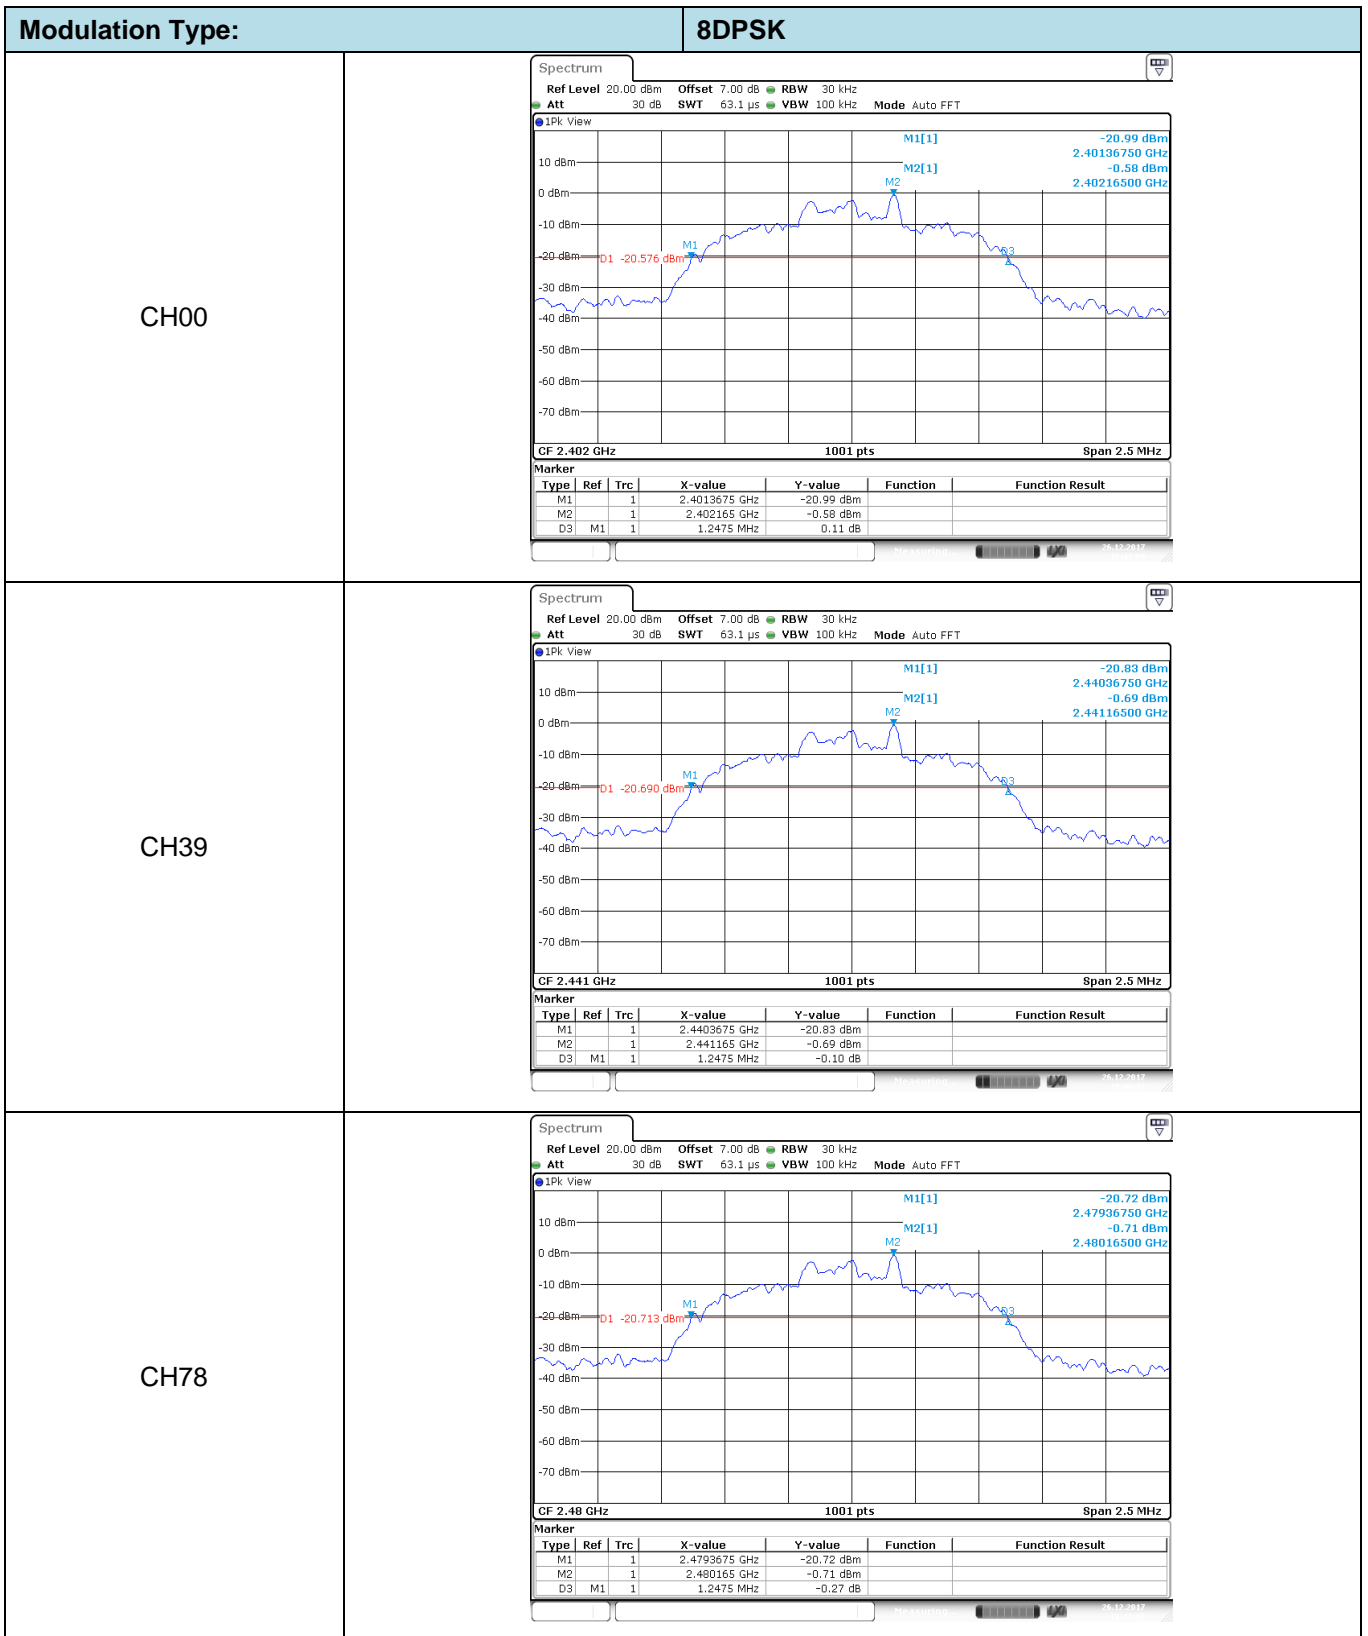 Modulation Type: 8DPSK
CH00
Spectrum
Ref Level 20.00 dBm Offset 7.00 dB RBW 30 kHz
Att 30 dB SWT 63.1 µs VBW 100 kHz Mode Auto FFT
1Pk View
M1[1] -20.99 dBm
2.40136750 GHz
10 dBm
M2[1] -0.58 dBm
M2 2.40216500 GHz
0 dBm
-10 dBm
M1
D3
-20 dBm
D1 -20.576 dBm
-30 dBm
-40 dBm
-50 dBm
-60 dBm
-70 dBm
CF 2.402 GHz 1001 pts Span 2.5 MHz
Marker
Type Ref Trc X-value Y-value Function Function Result
M1 1 2.4013675 GHz -20.99 dBm
M2 1 2.402165 GHz -0.58 dBm
D3 M1 1 1.2475 MHz 0.11 dB
Measuring... 26.12.2017
CH39
Spectrum
Ref Level 20.00 dBm Offset 7.00 dB RBW 30 kHz
Att 30 dB SWT 63.1 µs VBW 100 kHz Mode Auto FFT
1Pk View
M1[1] -20.83 dBm
2.44036750 GHz
10 dBm
M2[1] -0.69 dBm
M2 2.44116500 GHz
0 dBm
-10 dBm
M1
D3
-20 dBm
D1 -20.690 dBm
-30 dBm
-40 dBm
-50 dBm
-60 dBm
-70 dBm
CF 2.441 GHz 1001 pts Span 2.5 MHz
Marker
Type Ref Trc X-value Y-value Function Function Result
M1 1 2.4403675 GHz -20.83 dBm
M2 1 2.441165 GHz -0.69 dBm
D3 M1 1 1.2475 MHz -0.10 dB
Measuring... 26.12.2017
CH78
Spectrum
Ref Level 20.00 dBm Offset 7.00 dB RBW 30 kHz
Att 30 dB SWT 63.1 µs VBW 100 kHz Mode Auto FFT
1Pk View
M1[1] -20.72 dBm
2.47936750 GHz
10 dBm
M2[1] -0.71 dBm
M2 2.48016500 GHz
0 dBm
-10 dBm
M1
D3
-20 dBm
D1 -20.713 dBm
-30 dBm
-40 dBm
-50 dBm
-60 dBm
-70 dBm
CF 2.48 GHz 1001 pts Span 2.5 MHz
Marker
Type Ref Trc X-value Y-value Function Function Result
M1 1 2.4793675 GHz -20.72 dBm
M2 1 2.480165 GHz -0.71 dBm
D3 M1 1 1.2475 MHz -0.27 dB
Measuring... 26.12.2017